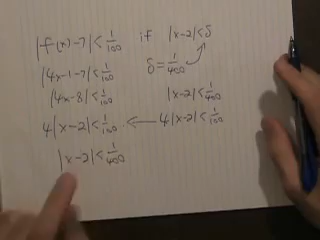 |f(x)-7| < 1/100 if |x-2| < δ
|4x-1-7| < 1/100 δ = 1/400
|4x-8| < 1/100 |x-2| < 1/400
4|x-2| < 1/100 ← 4|x-2| < 1/100
|x-2| < 1/400